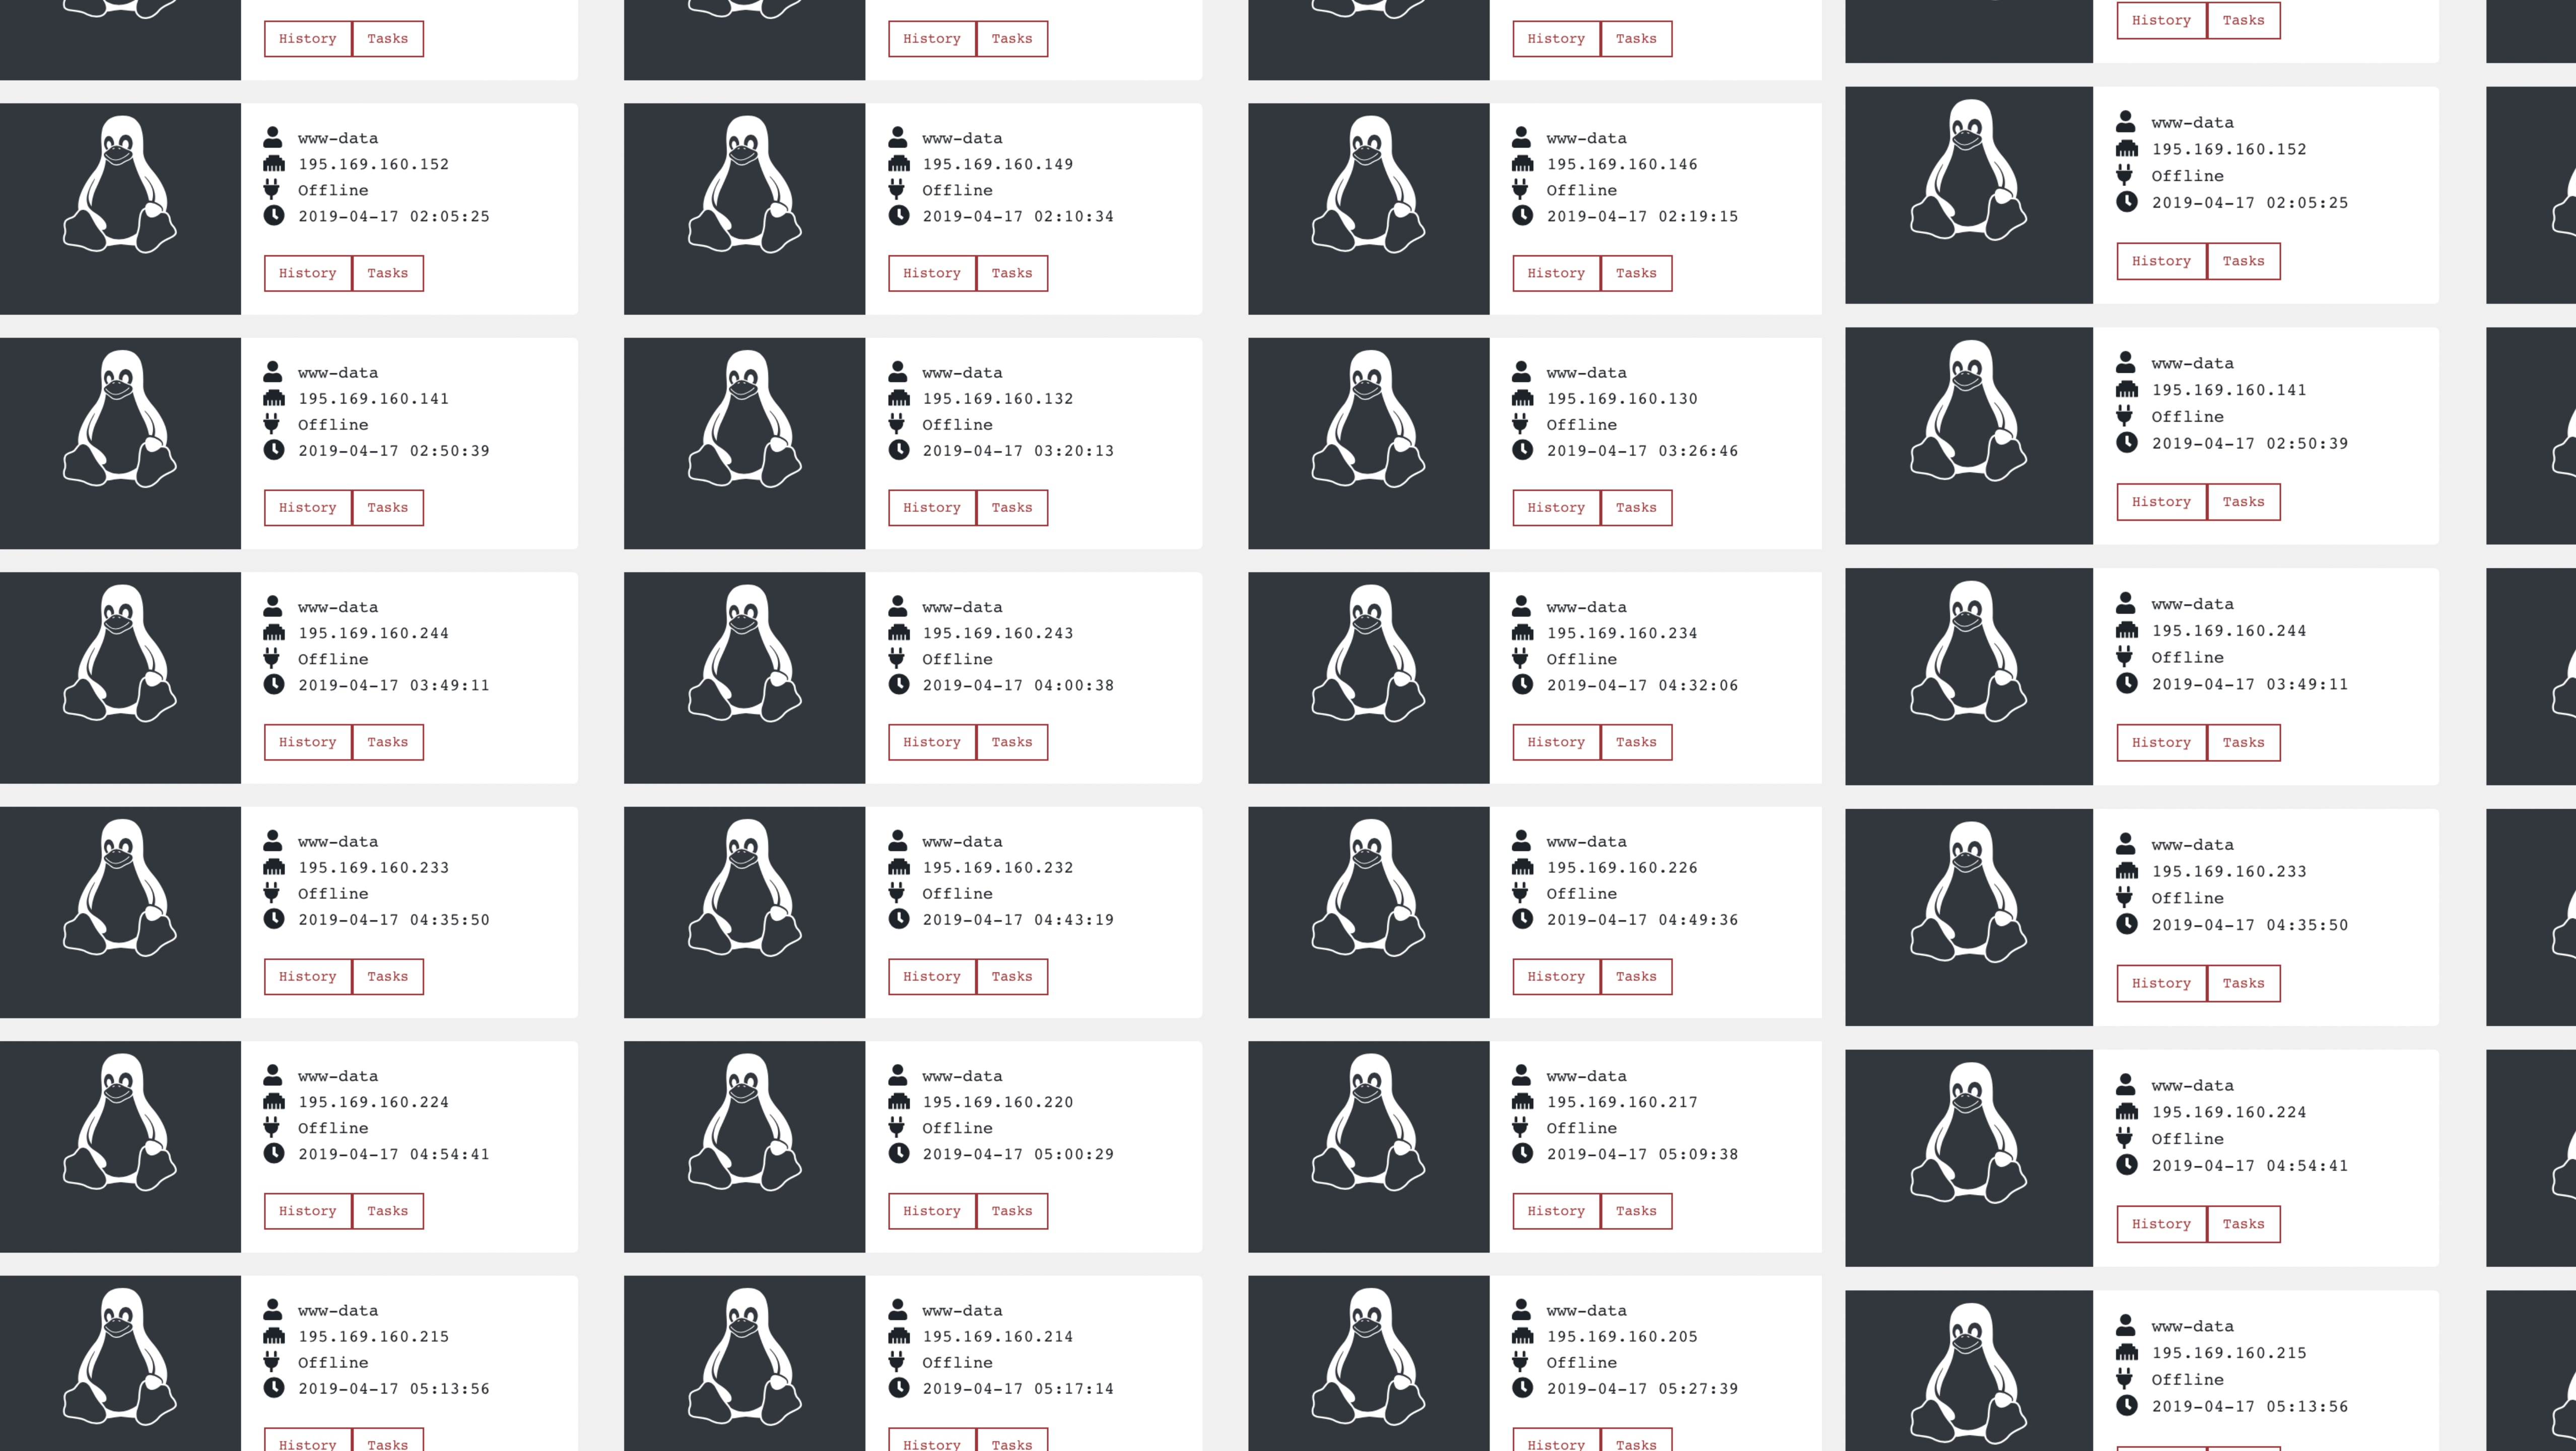 History Tasks
History Tasks
History Tasks
History Tasks
www-data
195.169.160.152
Offline
2019-04-17 02:05:25
History Tasks
www-data
195.169.160.149
Offline
2019-04-17 02:10:34
History Tasks
www-data
195.169.160.146
Offline
2019-04-17 02:19:15
History Tasks
www-data
195.169.160.152
Offline
2019-04-17 02:05:25
History Tasks
www-data
195.169.160.141
Offline
2019-04-17 02:50:39
History Tasks
www-data
195.169.160.132
Offline
2019-04-17 03:20:13
History Tasks
www-data
195.169.160.130
Offline
2019-04-17 03:26:46
History Tasks
www-data
195.169.160.141
Offline
2019-04-17 02:50:39
History Tasks
www-data
195.169.160.244
Offline
2019-04-17 03:49:11
History Tasks
www-data
195.169.160.243
Offline
2019-04-17 04:00:38
History Tasks
www-data
195.169.160.234
Offline
2019-04-17 04:32:06
History Tasks
www-data
195.169.160.244
Offline
2019-04-17 03:49:11
History Tasks
www-data
195.169.160.233
Offline
2019-04-17 04:35:50
History Tasks
www-data
195.169.160.232
Offline
2019-04-17 04:43:19
History Tasks
www-data
195.169.160.226
Offline
2019-04-17 04:49:36
History Tasks
www-data
195.169.160.233
Offline
2019-04-17 04:35:50
History Tasks
www-data
195.169.160.224
Offline
2019-04-17 04:54:41
History Tasks
www-data
195.169.160.220
Offline
2019-04-17 05:00:29
History Tasks
www-data
195.169.160.217
Offline
2019-04-17 05:09:38
History Tasks
www-data
195.169.160.224
Offline
2019-04-17 04:54:41
History Tasks
www-data
195.169.160.215
Offline
2019-04-17 05:13:56
History Tasks
www-data
195.169.160.214
Offline
2019-04-17 05:17:14
History Tasks
www-data
195.169.160.205
Offline
2019-04-17 05:27:39
History Tasks
www-data
195.169.160.215
Offline
2019-04-17 05:13:56